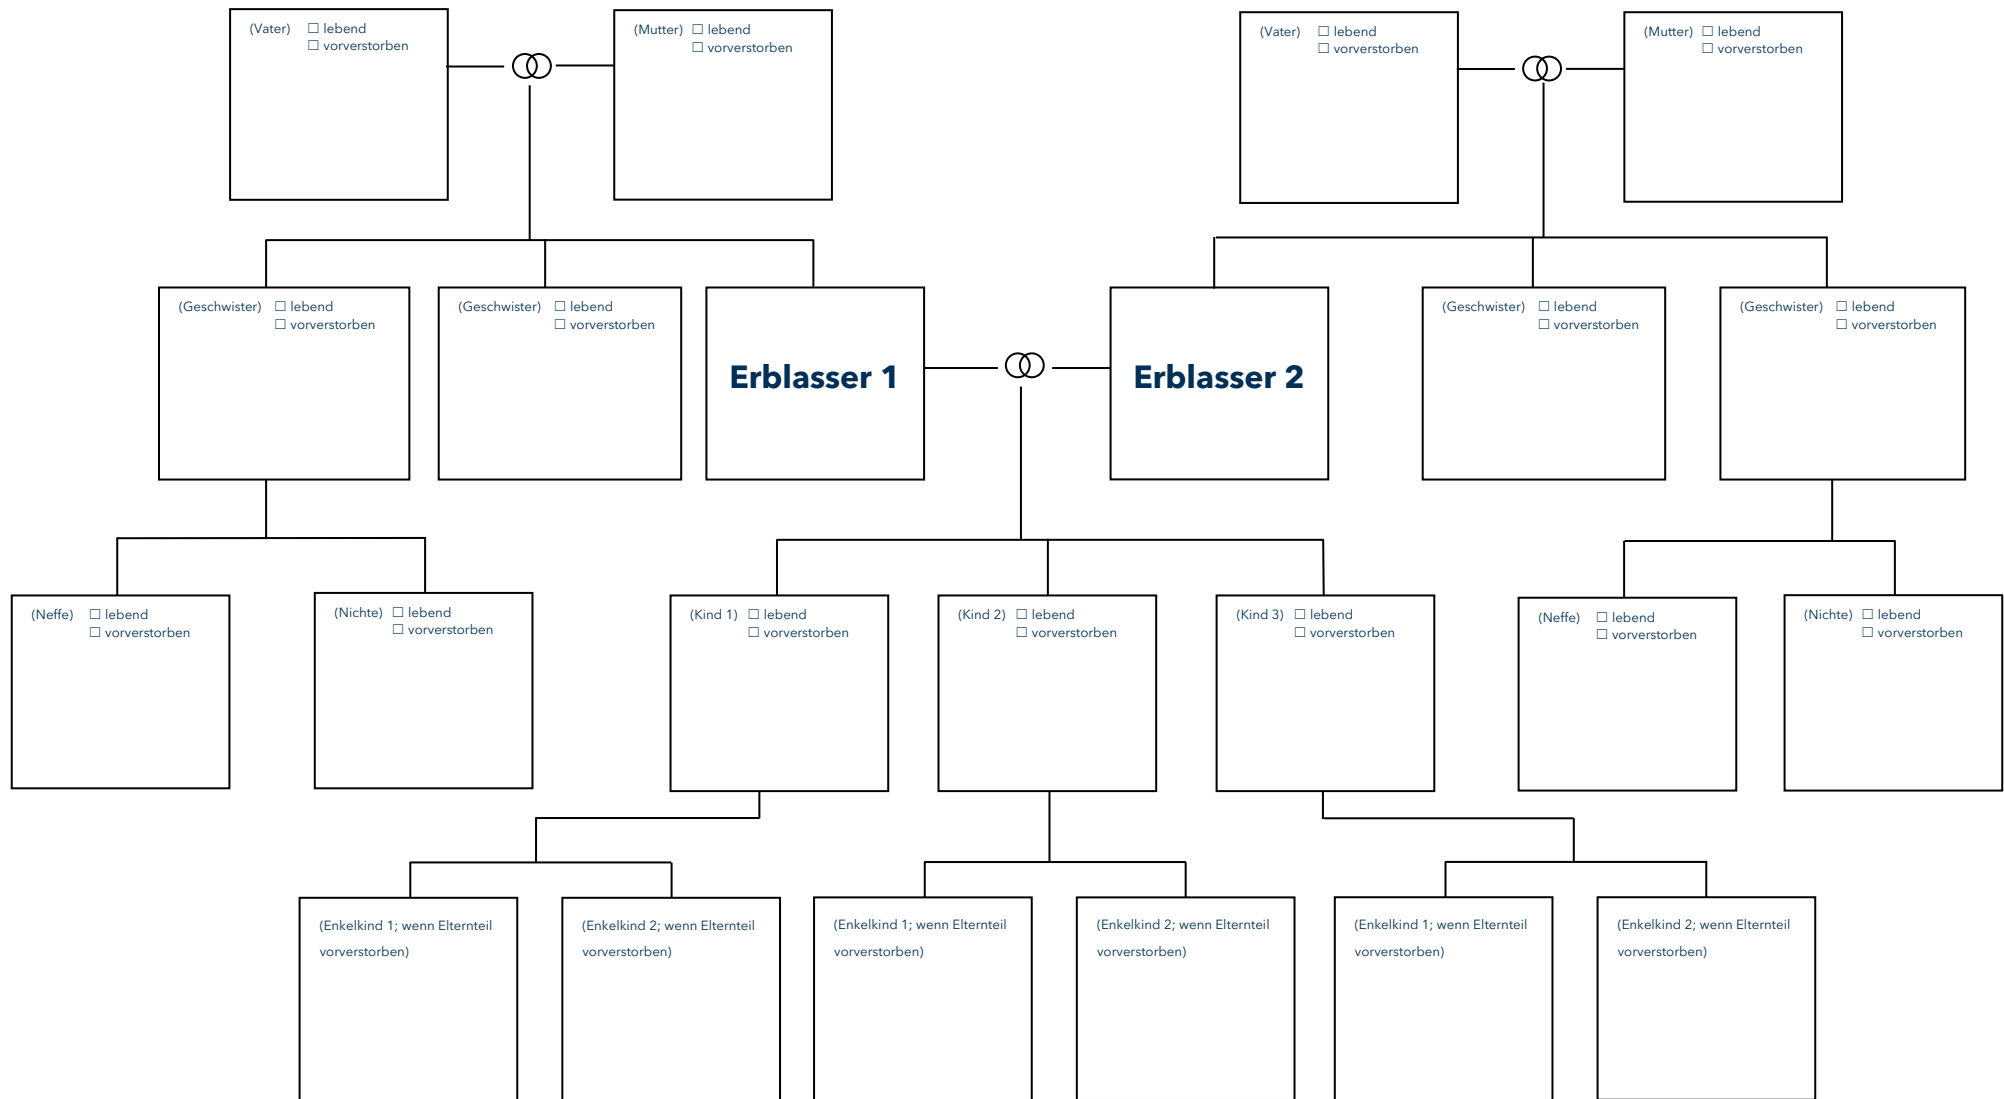 (Vater) ☐ lebend
☐ vorverstorben
(Mutter) ☐ lebend
☐ vorverstorben
(Vater) ☐ lebend
☐ vorverstorben
(Mutter) ☐ lebend
☐ vorverstorben
(Geschwister) ☐ lebend
☐ vorverstorben
(Geschwister) ☐ lebend
☐ vorverstorben
Erblasser 1
Erblasser 2
(Geschwister) ☐ lebend
☐ vorverstorben
(Geschwister) ☐ lebend
☐ vorverstorben
(Neffe) ☐ lebend
☐ vorverstorben
(Nichte) ☐ lebend
☐ vorverstorben
(Kind 1) ☐ lebend
☐ vorverstorben
(Kind 2) ☐ lebend
☐ vorverstorben
(Kind 3) ☐ lebend
☐ vorverstorben
(Neffe) ☐ lebend
☐ vorverstorben
(Nichte) ☐ lebend
☐ vorverstorben
(Enkelkind 1; wenn Elternteil
vorverstorben)
(Enkelkind 2; wenn Elternteil
vorverstorben)
(Enkelkind 1; wenn Elternteil
vorverstorben)
(Enkelkind 2; wenn Elternteil
vorverstorben)
(Enkelkind 1; wenn Elternteil
vorverstorben)
(Enkelkind 2; wenn Elternteil
vorverstorben)